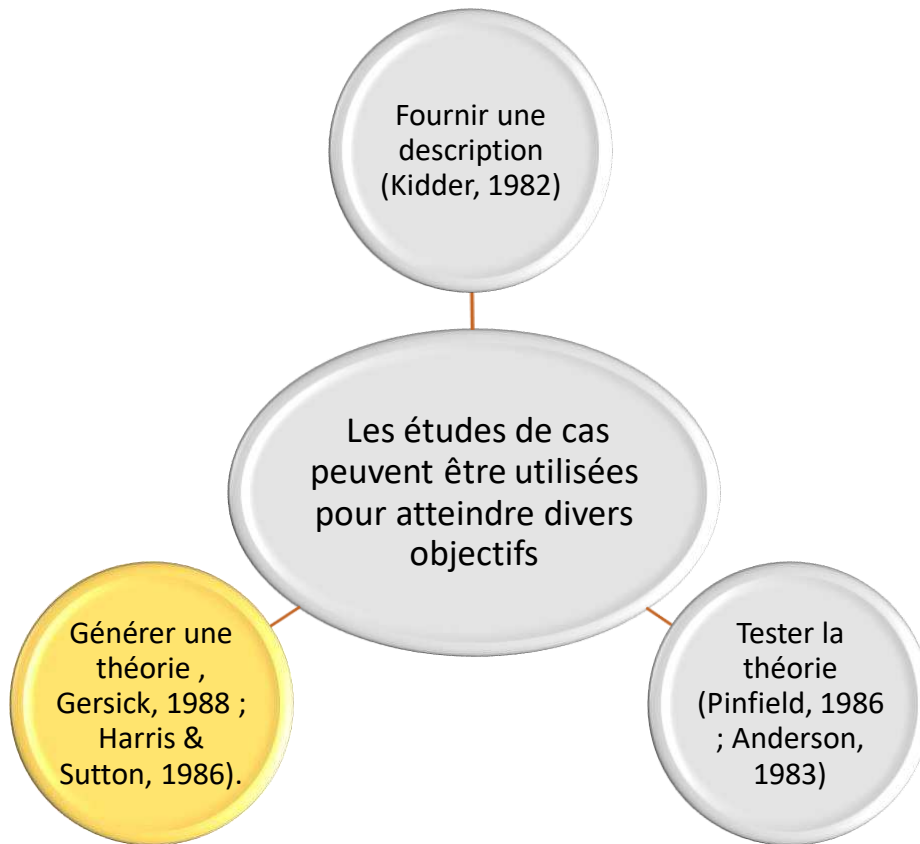 Fournir une
description
(Kidder, 1982)
Les études de cas
peuvent être utilisées
pour atteindre divers
objectifs
Générer une
théorie ,
Gersick, 1988 ;
Harris &
Sutton, 1986).
Tester la
théorie
(Pinfield, 1986
; Anderson,
1983)